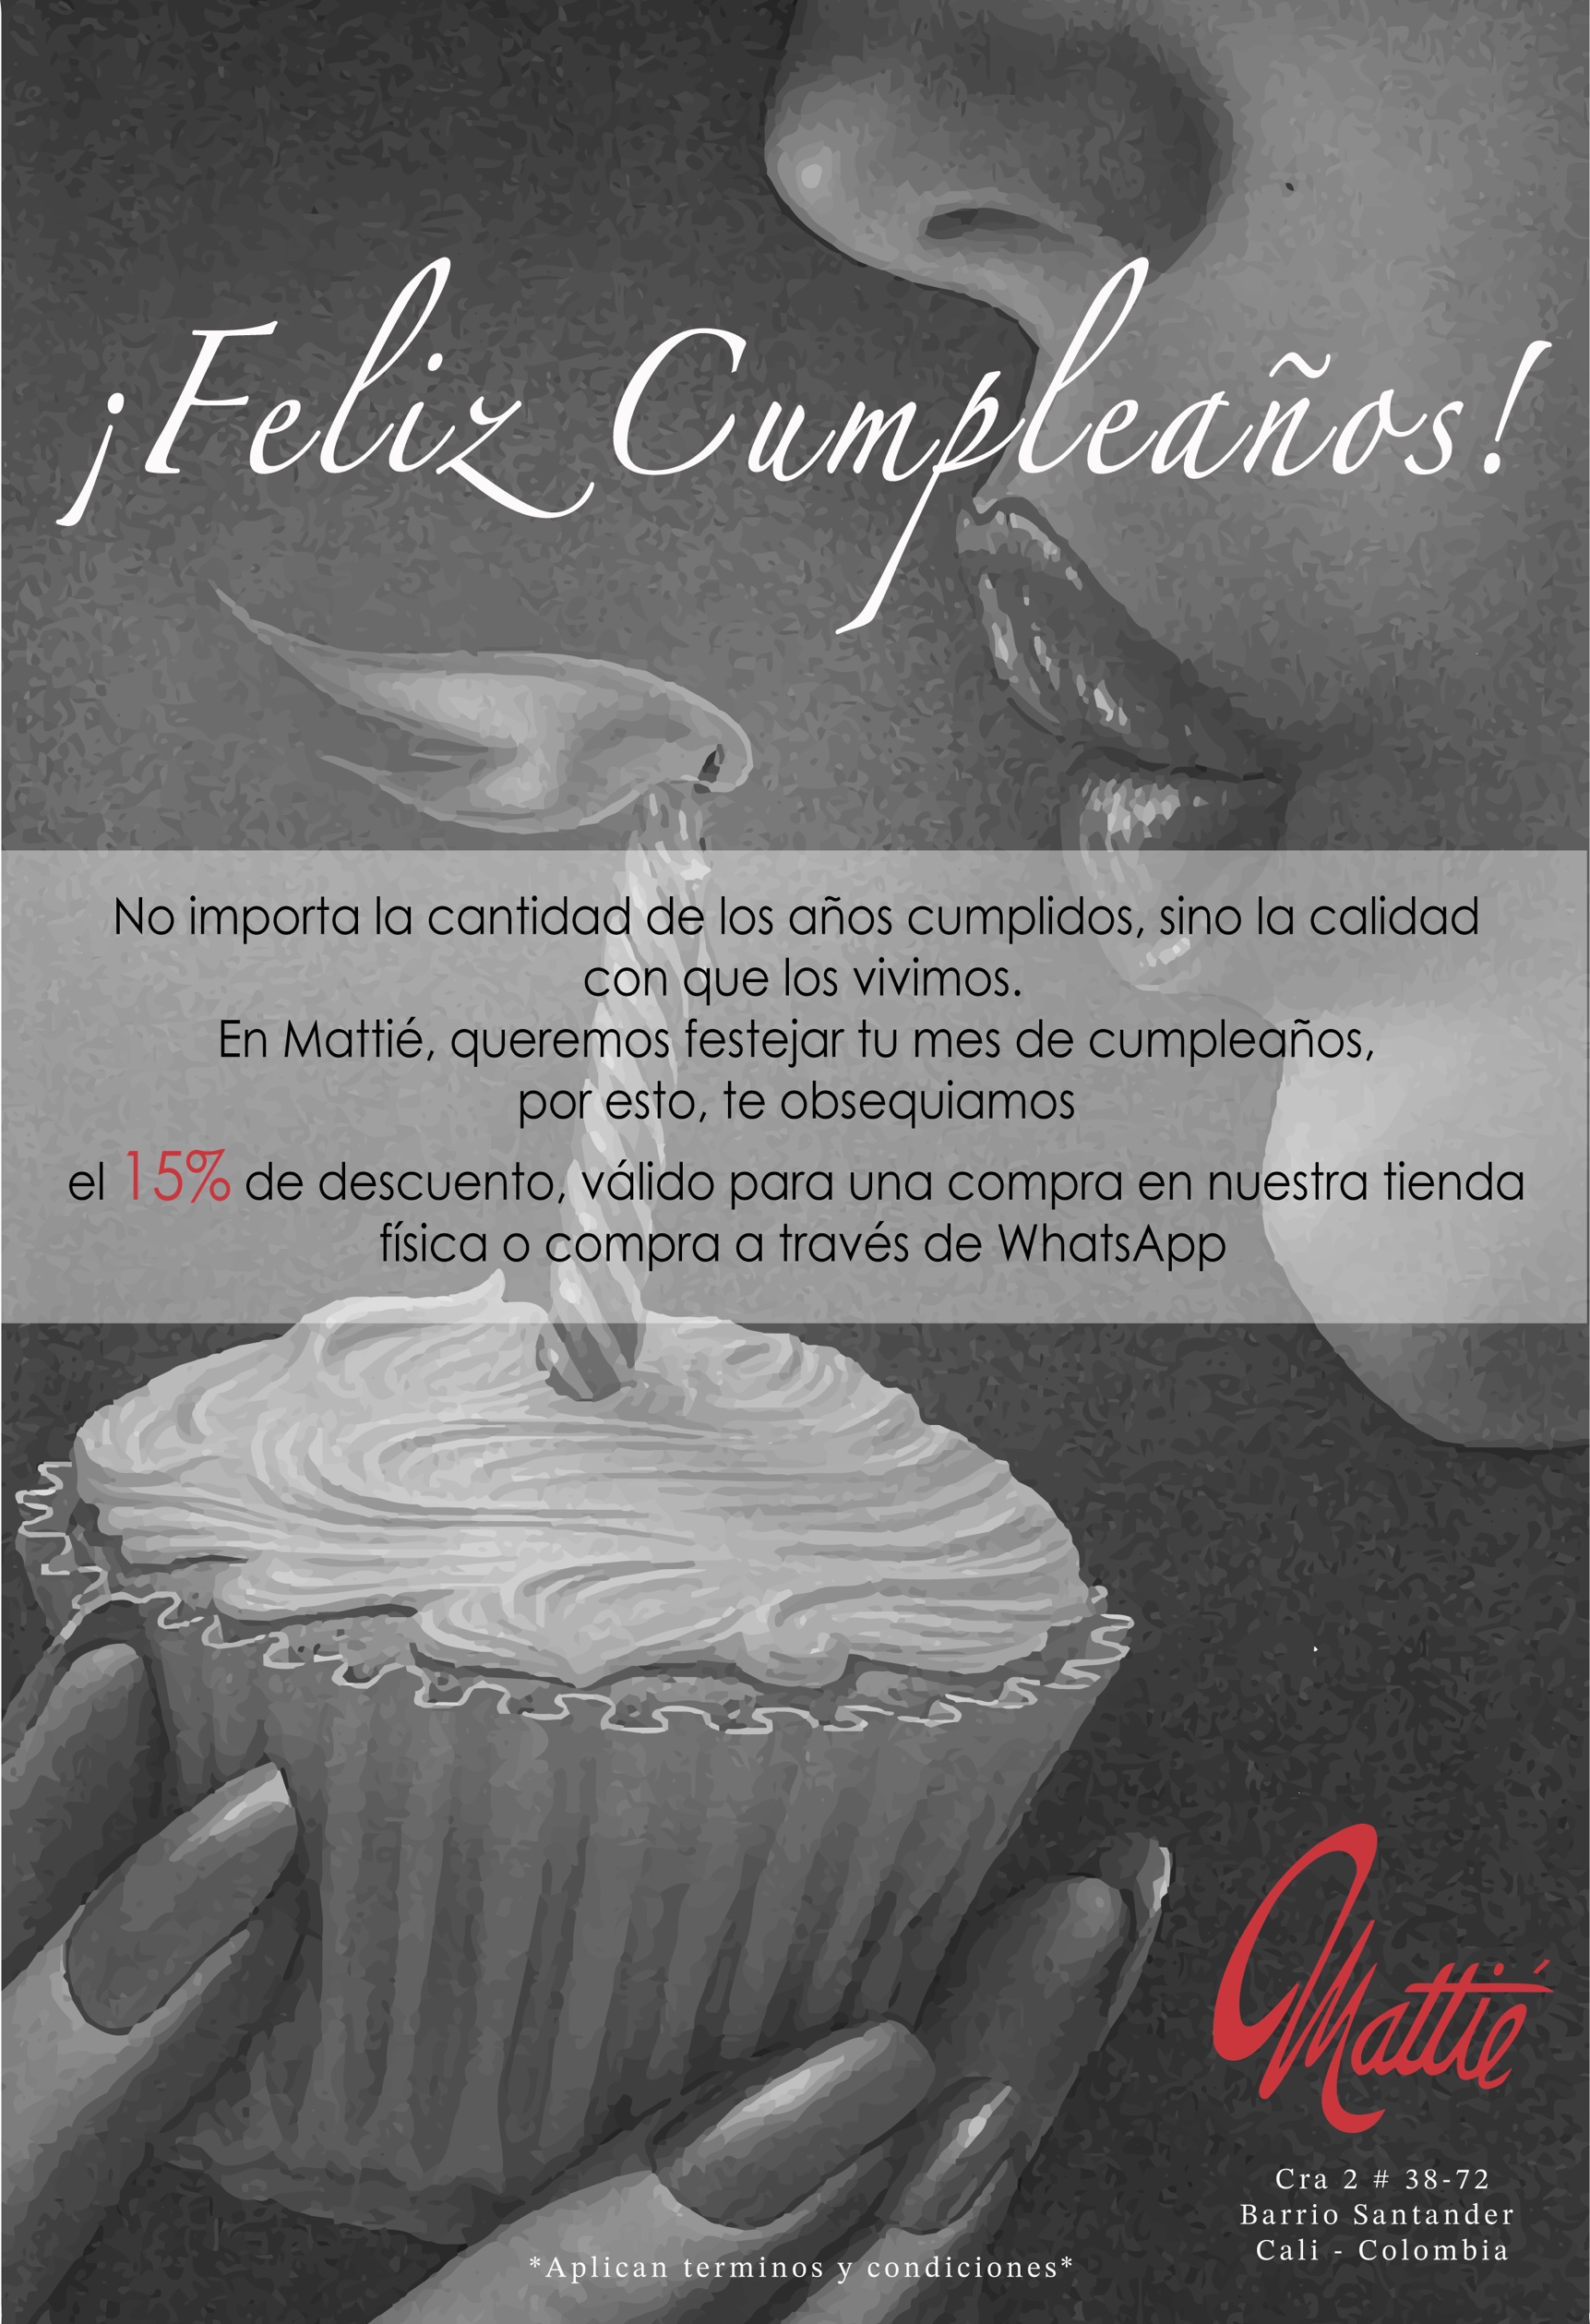 ¡Feliz Cumpleaños!
No importa la cantidad de los años cumplidos, sino la calidad
con que los vivimos.
En Mattié, queremos festejar tu mes de cumpleaños,
por esto, te obsequiamos
el 15% de descuento, válido para una compra en nuestra tienda
física o compra a través de WhatsApp
Mattié
Cra 2 # 38-72
Barrio Santander
Cali - Colombia
*Aplican terminos y condiciones*